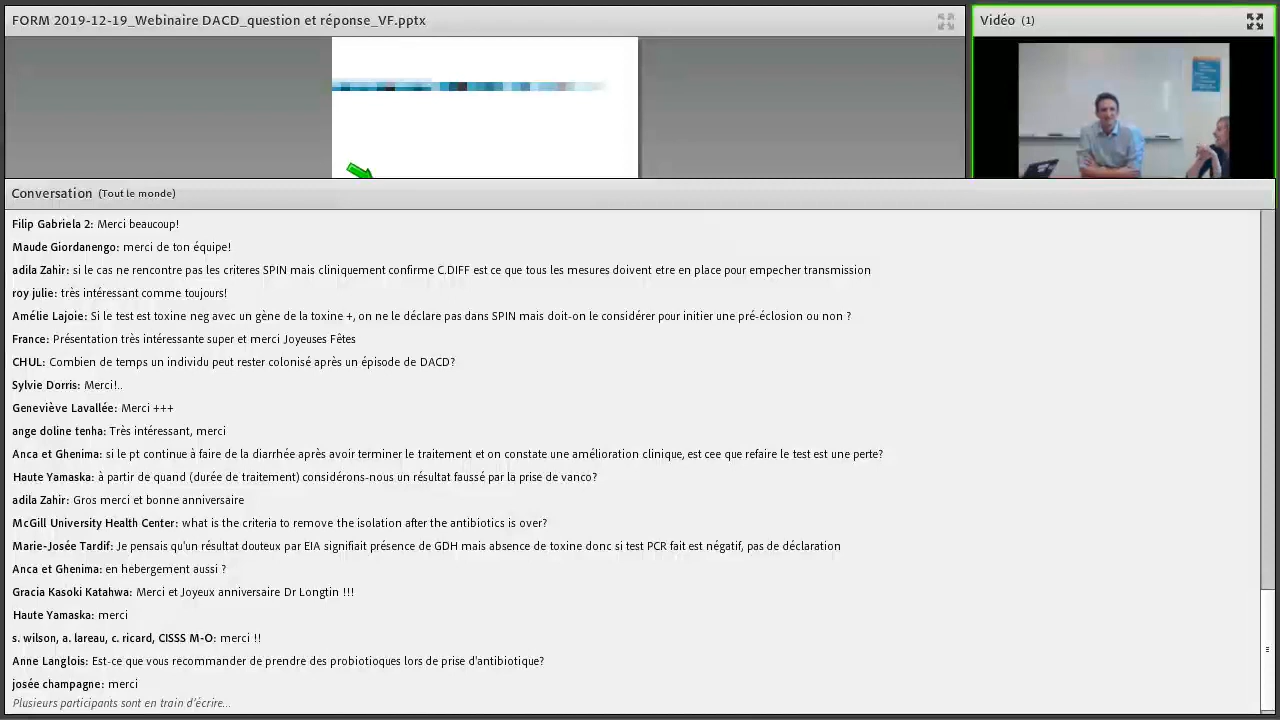 FORM 2019-12-19_Webinaire DACD_question et réponse_VF.pptx
Vidéo (1)
Conversation (Tout le monde)
Filip Gabriela 2: Merci beaucoup!
Maude Giordanengo: merci de ton équipe!
adila Zahir: si le cas ne rencontre pas les criteres SPIN mais cliniquement confirme C.DIFF est ce que tous les mesures doivent etre en place pour empecher transmission
roy julie: très intéressant comme toujours!
Amélie Lajoie: Si le test est toxine neg avec un gène de la toxine +, on ne le déclare pas dans SPIN mais doit-on le considérer pour initier une pré-éclosion ou non ?
France: Présentation très intéressante super et merci Joyeuses Fêtes
CHUL: Combien de temps un individu peut rester colonisé après un épisode de DACD?
Sylvie Dorris: Merci!..
Geneviève Lavallée: Merci +++
ange doline tenha: Très intéressant, merci
Anca et Ghenima: si le pt continue à faire de la diarrhée après avoir terminer le traitement et on constate une amélioration clinique, est cee que refaire le test est une perte?
Haute Yamaska: à partir de quand (durée de traitement) considérons-nous un résultat faussé par la prise de vanco?
adila Zahir: Gros merci et bonne anniversaire
McGill University Health Center: what is the criteria to remove the isolation after the antibiotics is over?
Marie-Josée Tardif: Je pensais qu'un résultat douteux par EIA signifiait présence de GDH mais absence de toxine donc si test PCR fait est négatif, pas de déclaration
Anca et Ghenima: en hebergement aussi ?
Gracia Kasoki Katahwa: Merci et Joyeux anniversaire Dr Longtin !!!
Haute Yamaska: merci
s. wilson, a. lareau, c. ricard, CISSS M-O: merci !!
Anne Langlois: Est-ce que vous recommander de prendre des probiotioques lors de prise d'antibiotique?
josée champagne: merci
Plusieurs participants sont en train d'écrire...